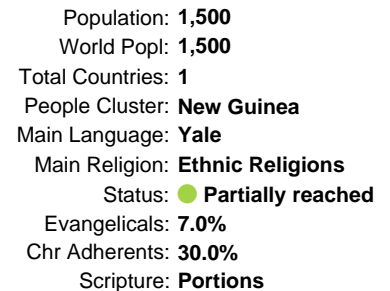 Population: 1,500
World Popl: 1,500
Total Countries: 1
People Cluster: New Guinea
Main Language: Yale
Main Religion: Ethnic Religions
Status: Partially reached
Evangelicals: 7.0%
Chr Adherents: 30.0%
Scripture: Portions